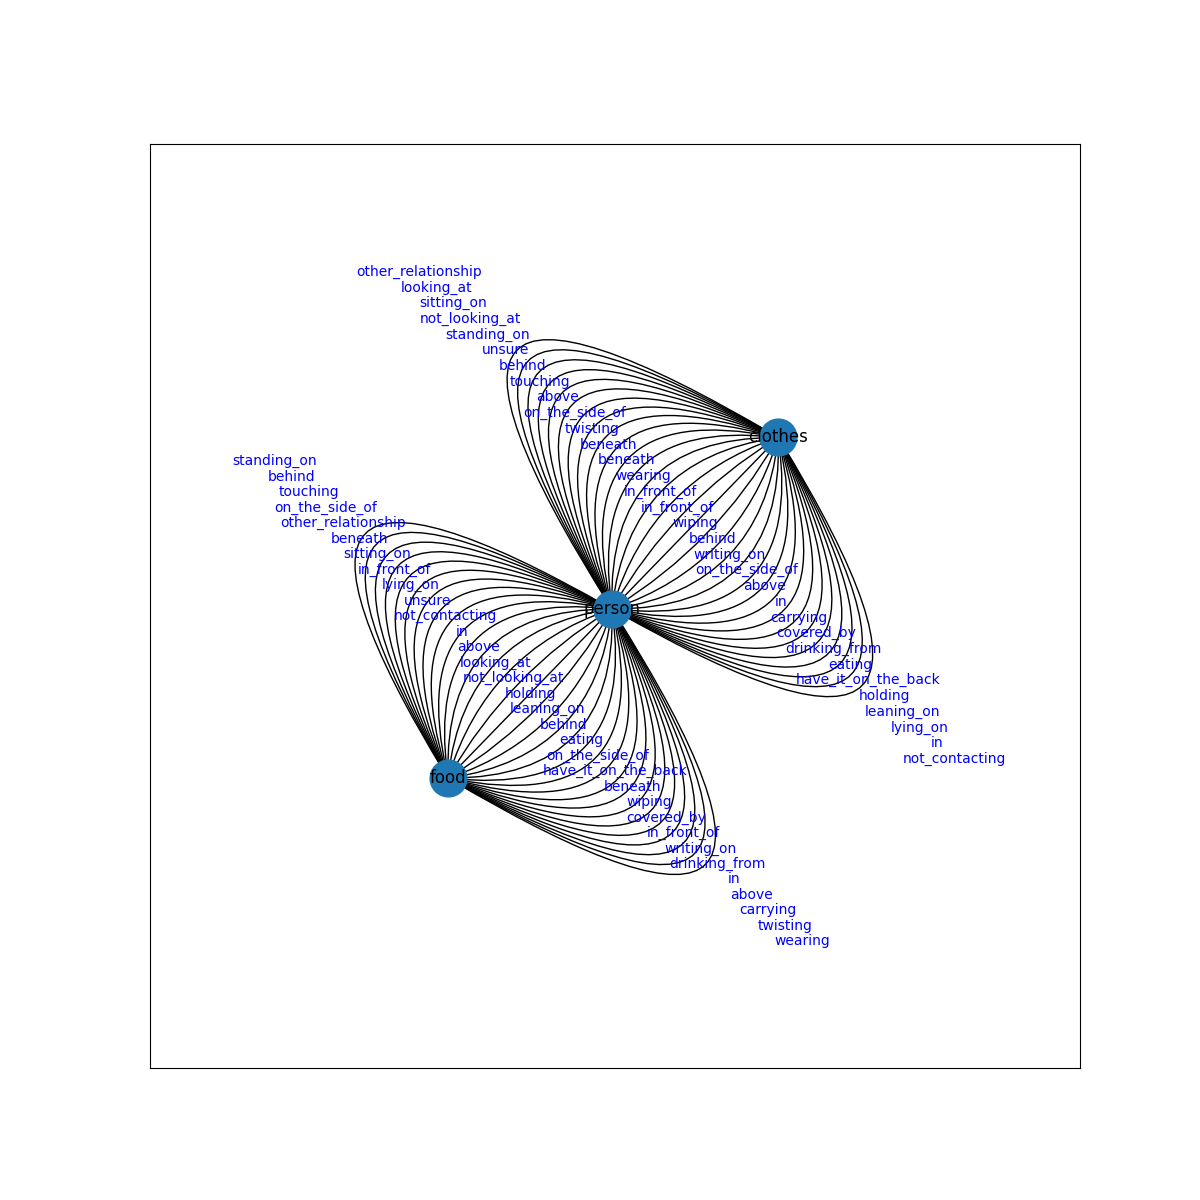 other_relationship
looking_at
sitting_on
not_looking_at
standing_on
unsure
behind
touching
above
on_the_side_of
twisting
clothes
beneath
beneath
wearing
in_front_of
in_front_of
wiping
behind
writing_on
on_the_side_of
above
in
carrying
covered_by
drinking_from
eating
have_it_on_the_back
holding
leaning_on
lying_on
in
not_contacting
standing_on
behind
touching
on_the_side_of
other_relationship
beneath
sitting_on
in_front_of
lying_on
unsure
person
not_contacting
in
above
looking_at
not_looking_at
holding
leaning_on
behind
eating
on_the_side_of
have_it_on_the_back
food
beneath
wiping
covered_by
in_front_of
writing_on
drinking_from
in
above
carrying
twisting
wearing